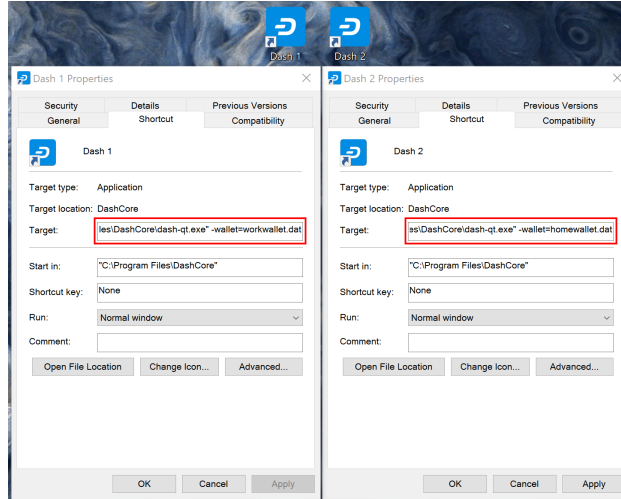 Dash 1
Dash 2
Dash 1 Properties
Security
Details
Previous Versions
General
Shortcut
Compatibility
Dash 1
Target type:
Application
Target location:
DashCore
Target:
les\DashCore\dash-qt.exe" -wallet=workwallet.dat
Start in:
"C:\Program Files\DashCore"
Shortcut key:
None
Run:
Normal window
Comment:
Open File Location
Change Icon...
Advanced...
OK
Cancel
Apply
Dash 2 Properties
Security
Details
Previous Versions
General
Shortcut
Compatibility
Dash 2
Target type:
Application
Target location:
DashCore
Target:
es\DashCore\dash-qt.exe" -wallet=homewallet.dat
Start in:
"C:\Program Files\DashCore"
Shortcut key:
None
Run:
Normal window
Comment:
Open File Location
Change Icon...
Advanced...
OK
Cancel
Apply